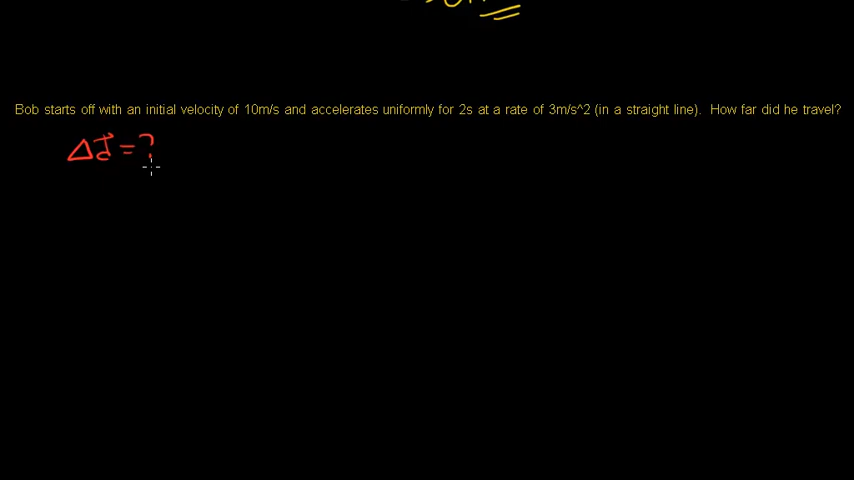 Bob starts off with an initial velocity of 10m/s and accelerates uniformly for 2s at a rate of 3m/s^2 (in a straight line). How far did he travel?
Δd⃗ = ?